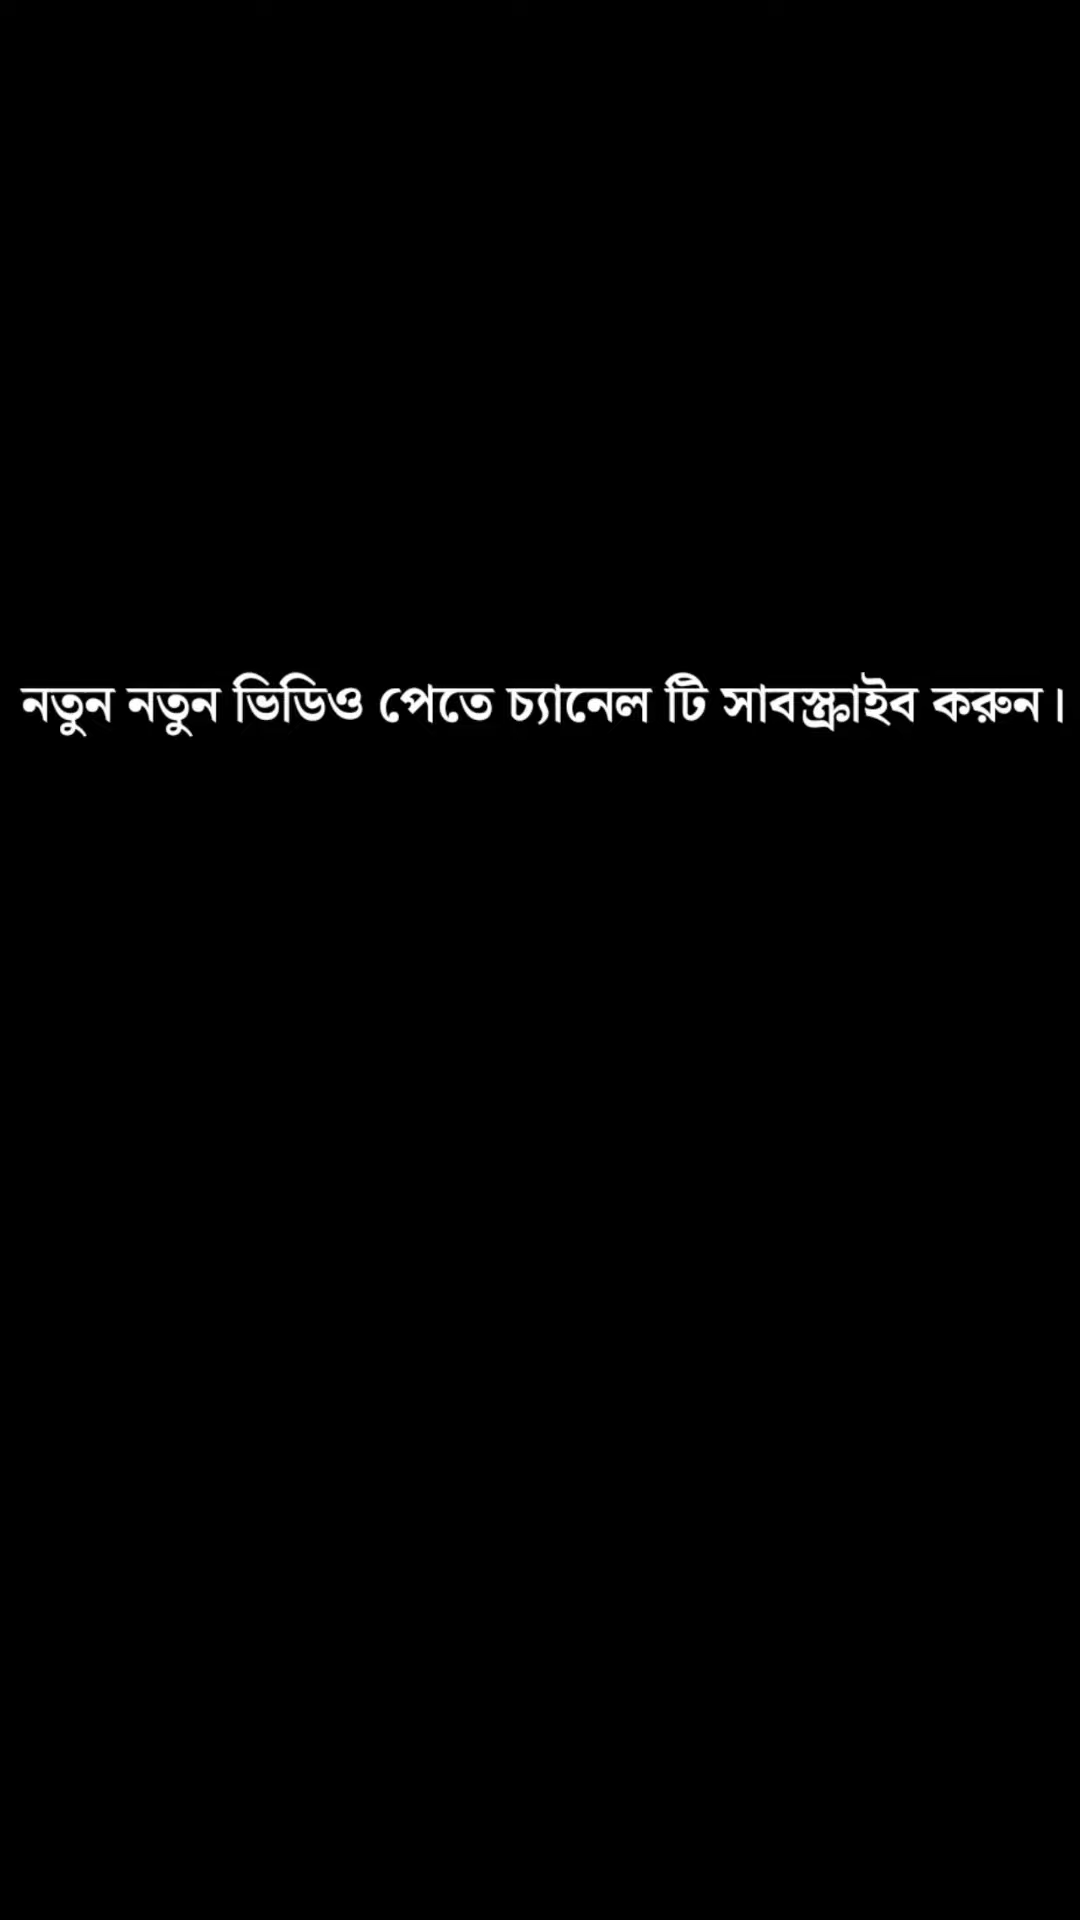 নতুন নতুন ভিডিও পেতে চ্যানেল টি সাবস্ক্রাইব করুন।